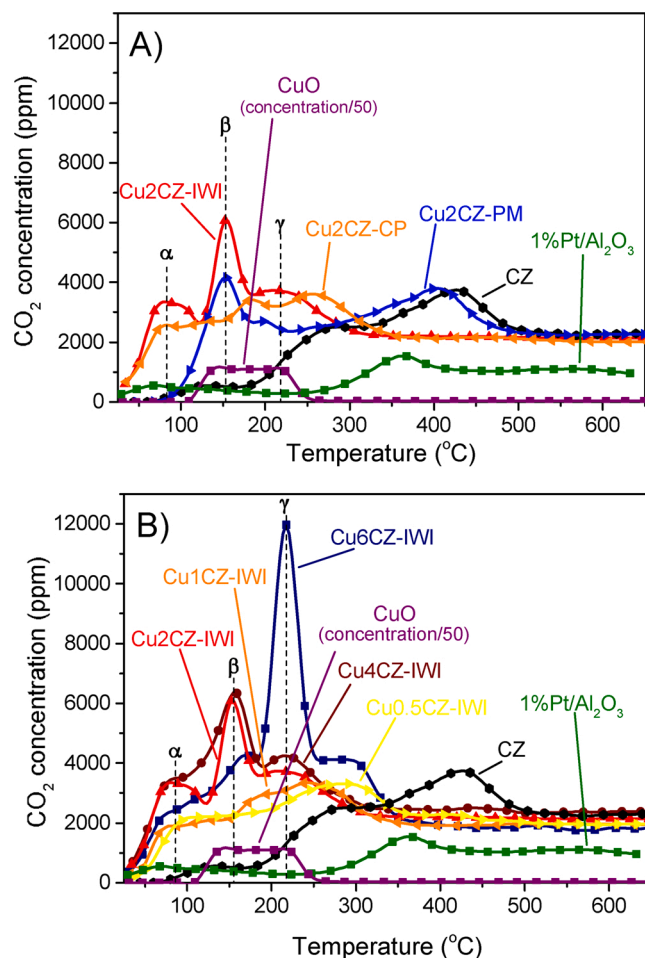 A)
12000
10000
8000
6000
4000
2000
0
CO₂ concentration (ppm)
CuO
(concentration/50)
β
Cu2CZ-IWI
γ
Cu2CZ-CP
Cu2CZ-PM
1%Pt/Al₂O₃
α
CZ
100 200 300 400 500 600
Temperature (°C)
B)
12000
10000
8000
6000
4000
2000
0
CO₂ concentration (ppm)
γ
Cu6CZ-IWI
Cu1CZ-IWI
CuO
(concentration/50)
Cu2CZ-IWI
β
Cu4CZ-IWI
Cu0.5CZ-IWI
1%Pt/Al₂O₃
α
CZ
100 200 300 400 500 600
Temperature (°C)